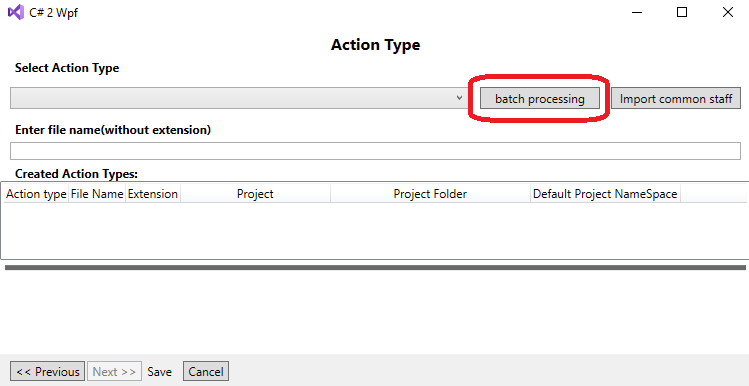 C# 2 Wpf
Action Type
Select Action Type
batch processing Import common staff
Enter file name(without extension)
Created Action Types:
Action type File Name Extension Project Project Folder Default Project NameSpace
<< Previous Next >> Save Cancel